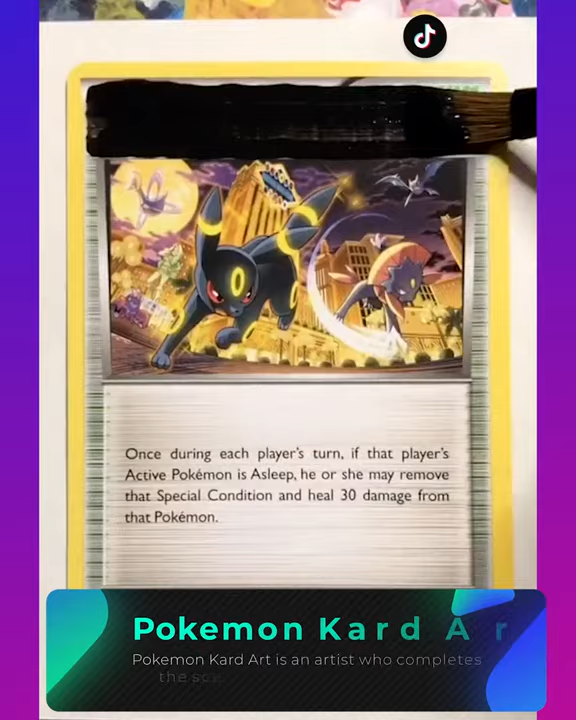 Once during each player's turn, if that player's
Active Pokémon is Asleep, he or she may remove
that Special Condition and heal 30 damage from
that Pokémon.
Pokemon Kard A r
Pokemon Kard Art is an artist who completes
the